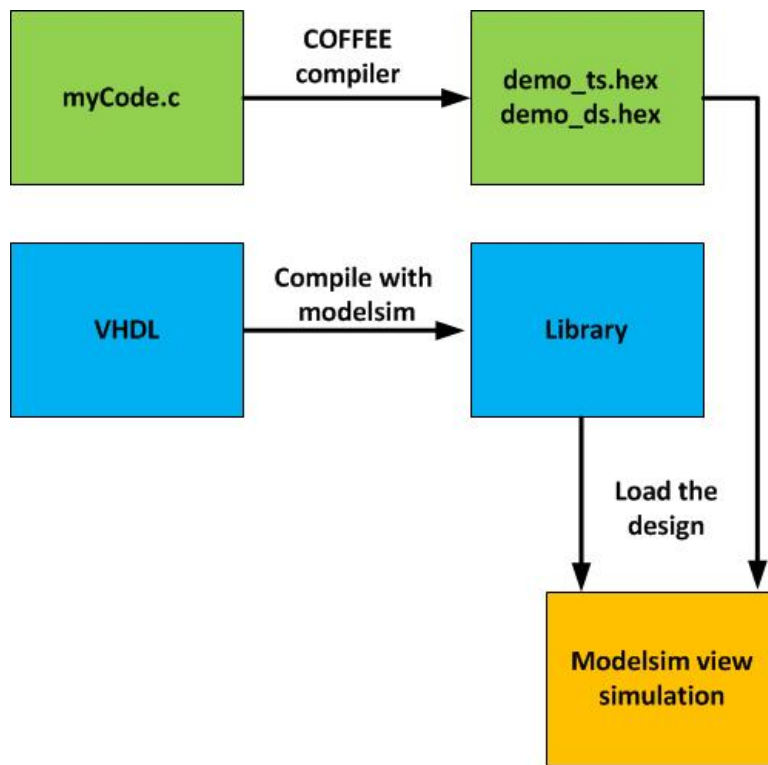 COFFEE
compiler
myCode.c
demo_ts.hex
demo_ds.hex
Compile with
modelsim
VHDL
Library
Load the
design
Modelsim view
simulation